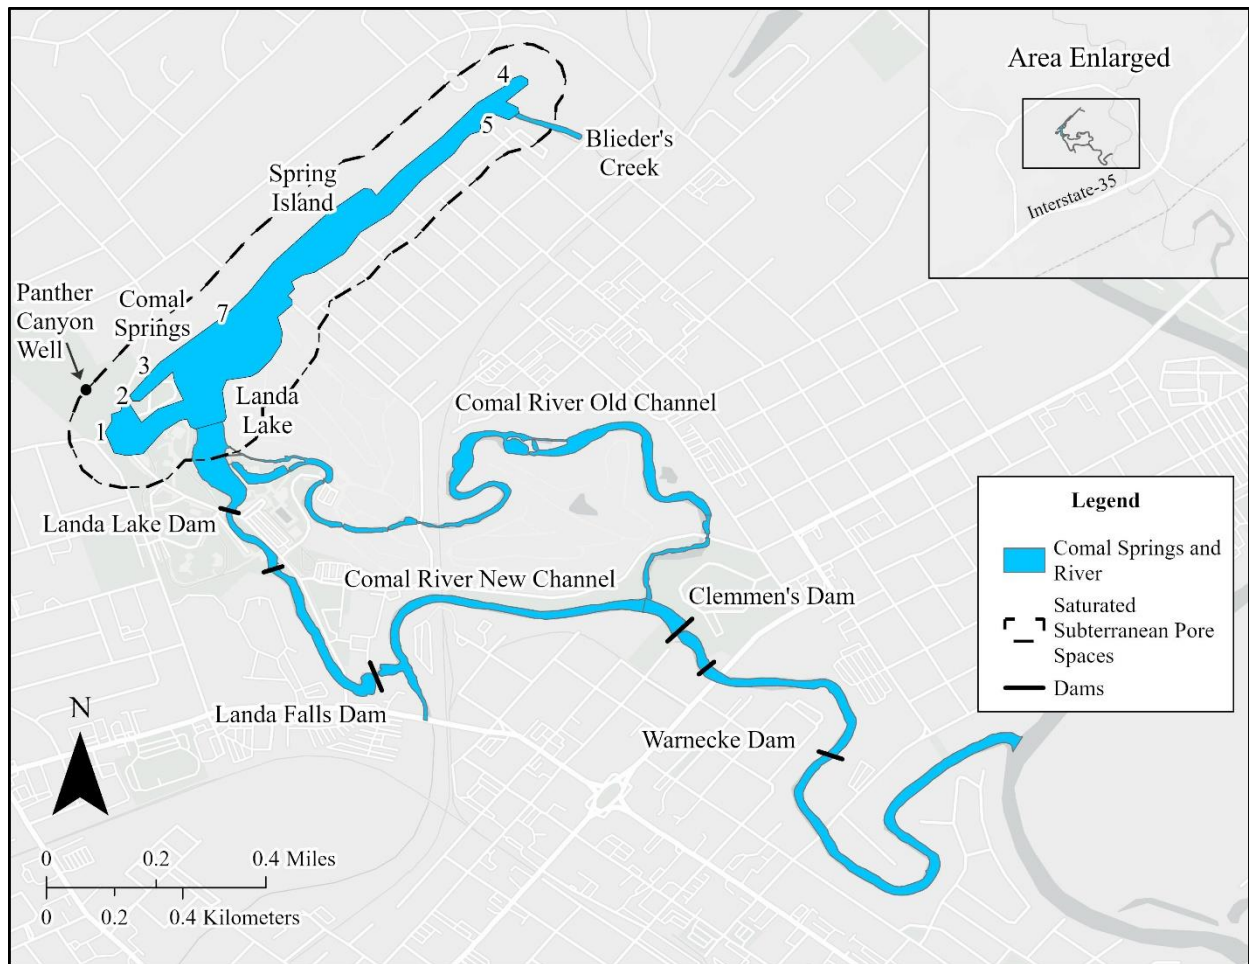 Area Enlarged
Interstate-35
4
5
Blieder's
Creek
Spring
Island
Panther
Canyon
Well
Comal
Springs
7
3
2
1
Landa
Lake
Comal River Old Channel
Landa Lake Dam
Comal River New Channel
Clemmen's Dam
Landa Falls Dam
Warnecke Dam
Legend
Comal Springs and
River
Saturated
Subterranean Pore
Spaces
Dams
N
0 0.2 0.4 Miles
0 0.2 0.4 Kilometers